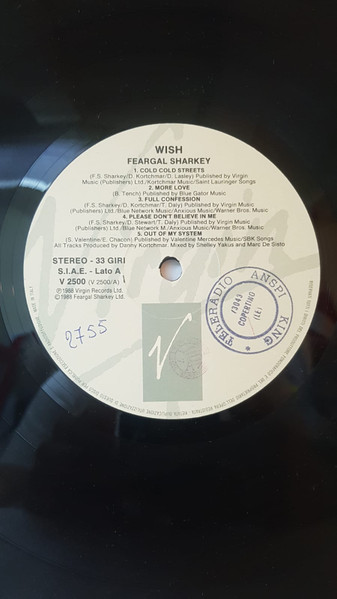 WISH
FEARGAL SHARKEY
1. COLD COLD STREETS
(F.S. Sharkey/D. Kortchmar/D. Lasley) Published by Virgin
Music (Publishers) Ltd./Kortchmar Music/Saint Lauringer Songs
2. MORE LOVE
(B. Tench) Published by Blue Gator Music
3. FULL CONFESSION
(F.S. Sharkey/D. Kortchmar/T. Daly) Published by Virgin Music
(Publishers) Ltd./Blue Network Music/Anxious Music/Warner Bros. Music
4. PLEASE DON'T BELIEVE IN ME
(F.S. Sharkey/D. Stewart/T. Daly) Published by Virgin Music
(Publishers) Ltd/Blue Network M./Anxious Music/Warner Bros. Music
5. OUT OF MY SYSTEM
(S. Valentine/E. Chacon) Published by Valentine Mercedes Music/SBK Songs
All Tracks Produced by Danny Kortchmar. Mixed by Shelley Yakus and Marc De Sisto
STEREO - 33 GIRI
S.I.A.E. - Lato A
V 2500 (V 2500/A)
℗ 1988 Virgin Records Ltd.
© 1988 Feargal Sharkey Ltd.
2755
TELERADIO ANSPI KING
73043
COPERTINO
(LE)